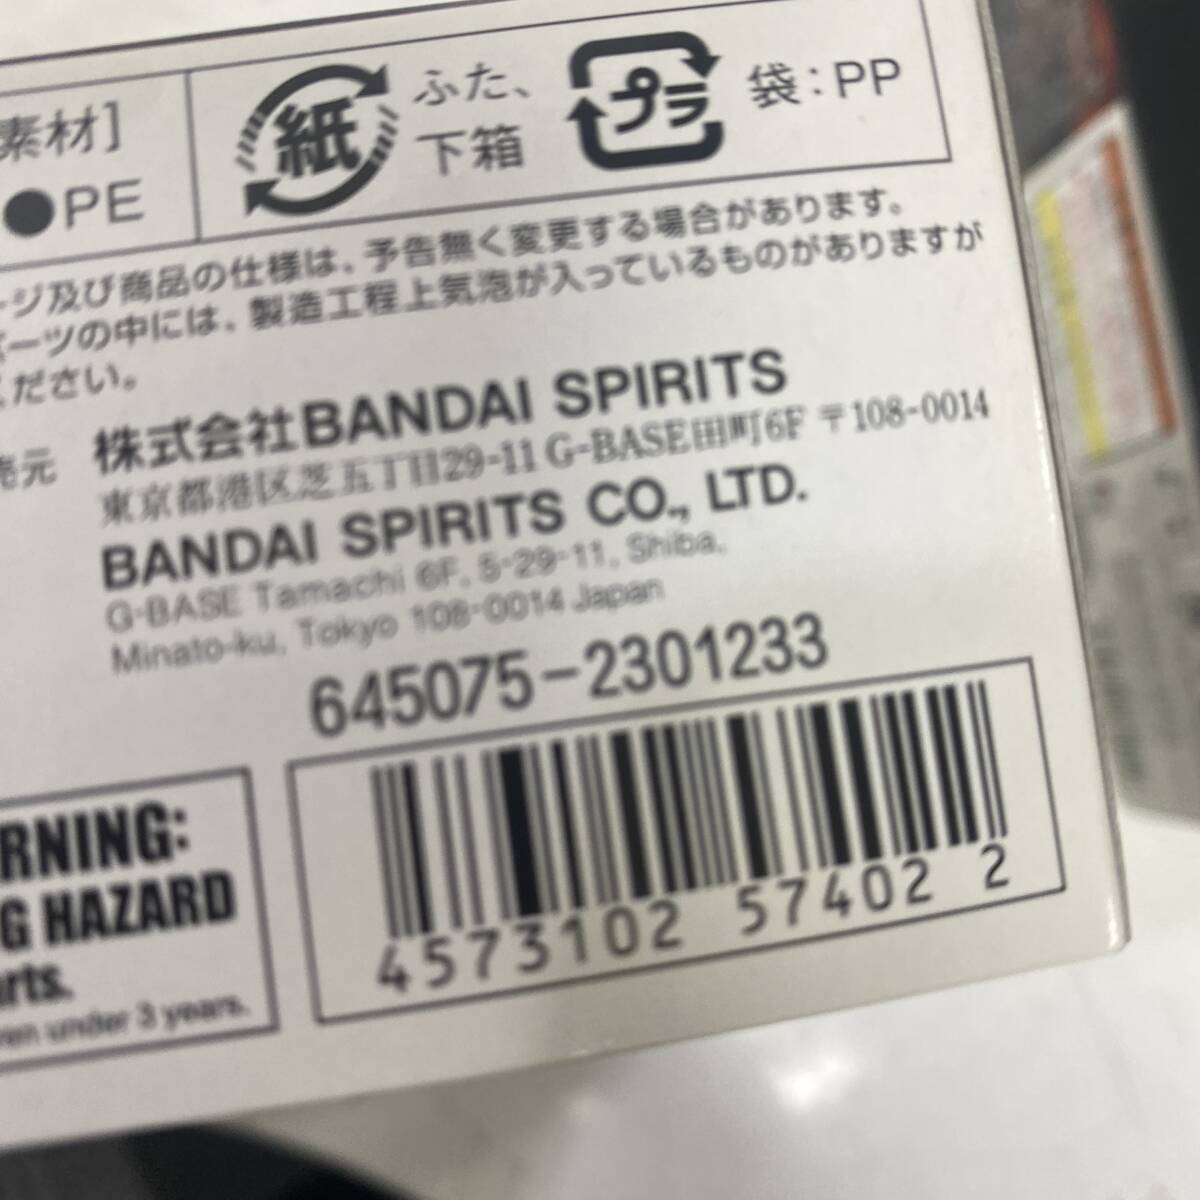 素材]
●PE
紙
ふた、
下箱
プラ
袋：PP
ージ及び商品の仕様は、予告無く変更する場合があります。
パーツの中には、製造工程上気泡が入っているものがありますが
ください。
売元
株式会社BANDAI SPIRITS
東京都港区芝五丁目29-11 G-BASE田町6F 〒108-0014
BANDAI SPIRITS CO., LTD.
G-BASE Tamachi 6F, 5-29-11, Shiba,
Minato-ku, Tokyo 108-0014 Japan
645075-2301233
RNING:
G HAZARD
rts.
ren under 3 years.
4573102 57402 2